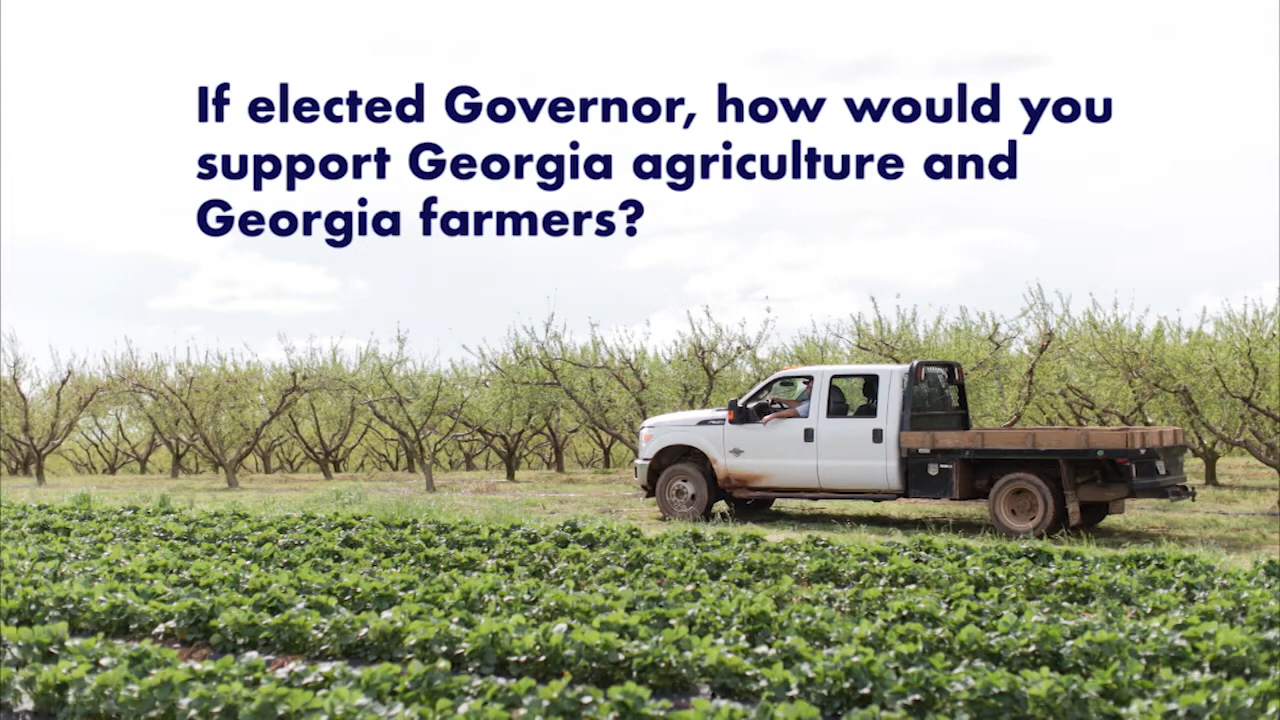 If elected Governor, how would you
support Georgia agriculture and
Georgia farmers?